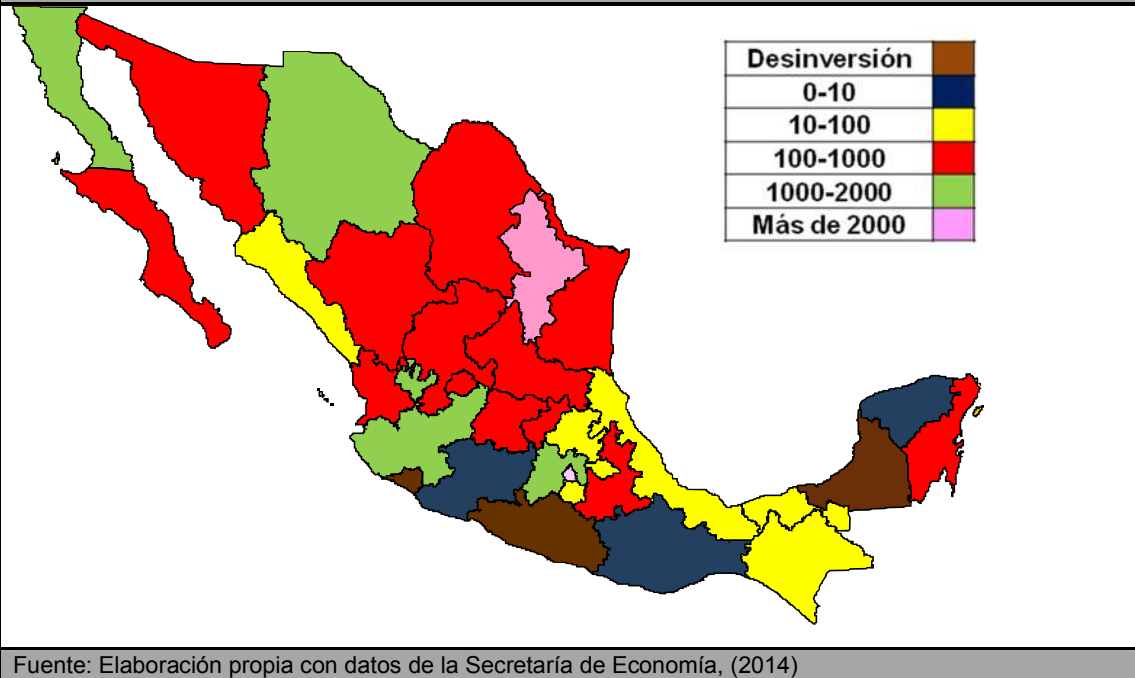 Desinversión
0-10
10-100
100-1000
1000-2000
Más de 2000
Fuente: Elaboración propia con datos de la Secretaría de Economía, (2014)